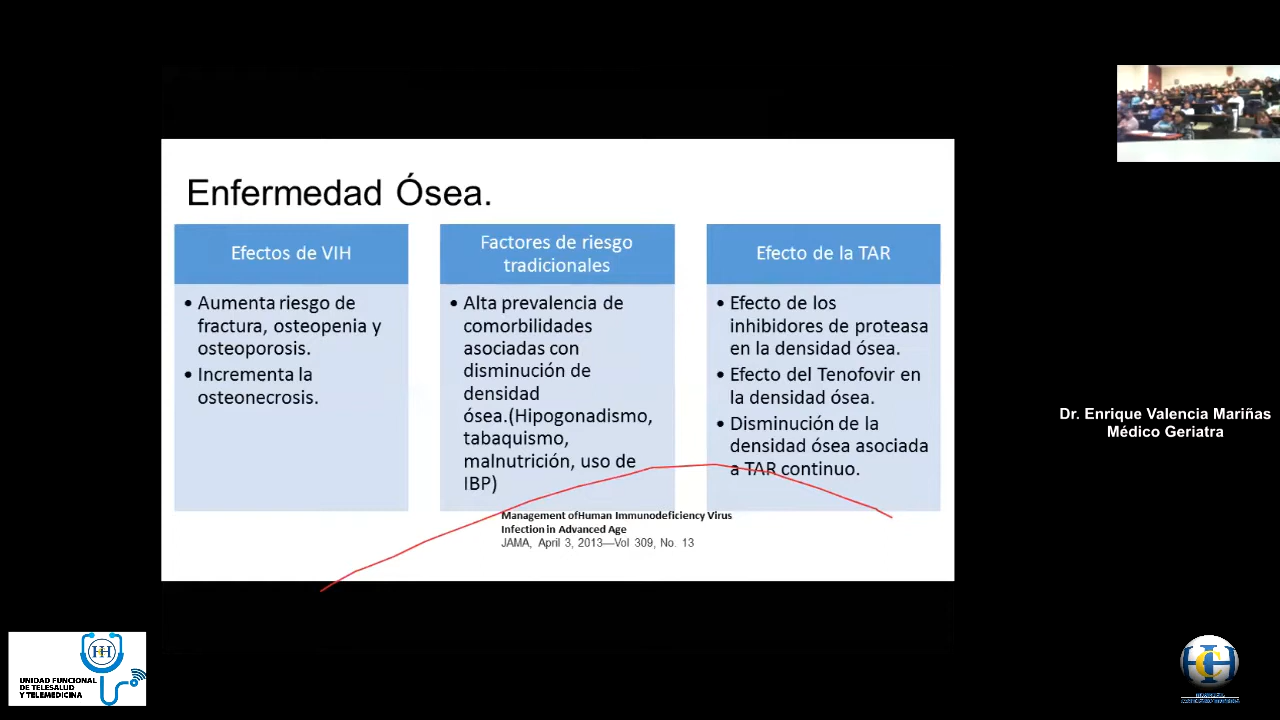 Enfermedad Ósea.
Efectos de VIH
• Aumenta riesgo de
fractura, osteopenia y
osteoporosis.
• Incrementa la
osteonecrosis.
Factores de riesgo
tradicionales
• Alta prevalencia de
comorbilidades
asociadas con
disminución de
densidad
ósea.(Hipogonadismo,
tabaquismo,
malnutrición, uso de
IBP)
Efecto de la TAR
• Efecto de los
inhibidores de proteasa
en la densidad ósea.
• Efecto del Tenofovir en
la densidad ósea.
• Disminución de la
densidad ósea asociada
a TAR continuo.
Management ofHuman Immunodeficiency Virus
Infection in Advanced Age
JAMA, April 3, 2013—Vol 309, No. 13
Dr. Enrique Valencia Mariñas
Médico Geriatra
HH
UNIDAD FUNCIONAL
DE TELESALUD
Y TELEMEDICINA